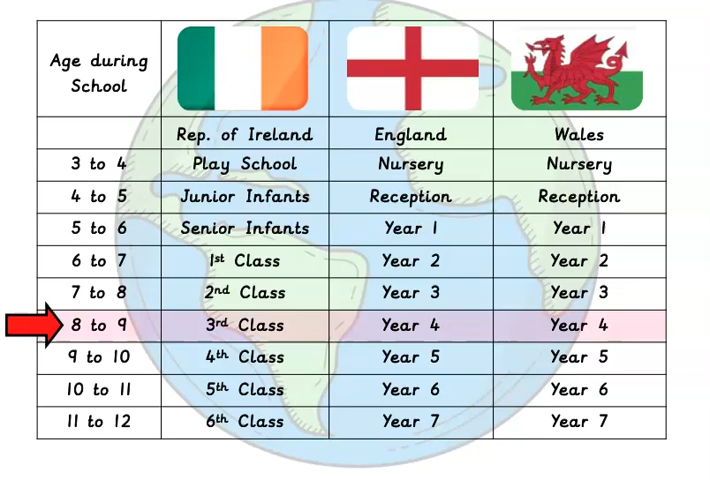 Age during
School
Rep. of Ireland England Wales
3 to 4 Play School Nursery Nursery
4 to 5 Junior Infants Reception Reception
5 to 6 Senior Infants Year 1 Year 1
6 to 7 1st Class Year 2 Year 2
7 to 8 2nd Class Year 3 Year 3
8 to 9 3rd Class Year 4 Year 4
9 to 10 4th Class Year 5 Year 5
10 to 11 5th Class Year 6 Year 6
11 to 12 6th Class Year 7 Year 7